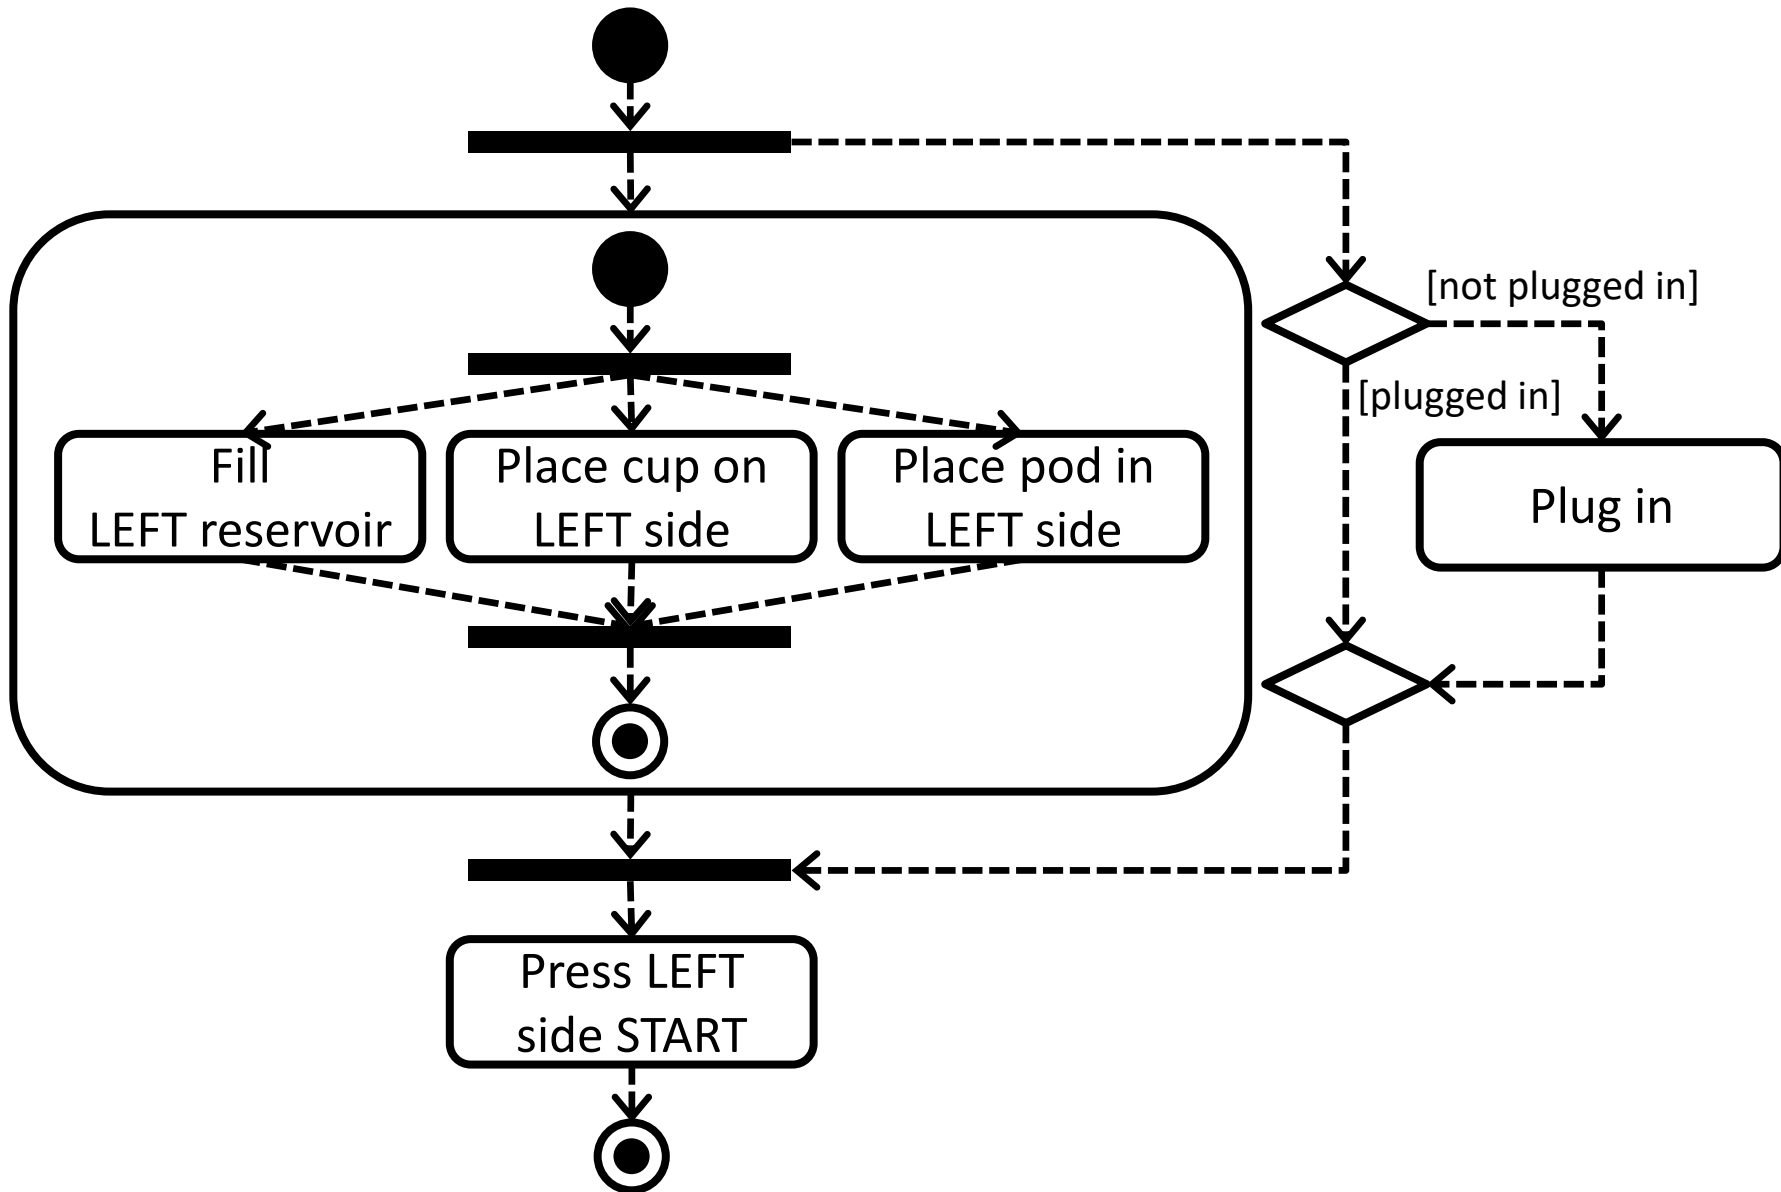 [not plugged in]
[plugged in]
Fill
LEFT reservoir
Place cup on
LEFT side
Place pod in
LEFT side
Plug in
Press LEFT
side START